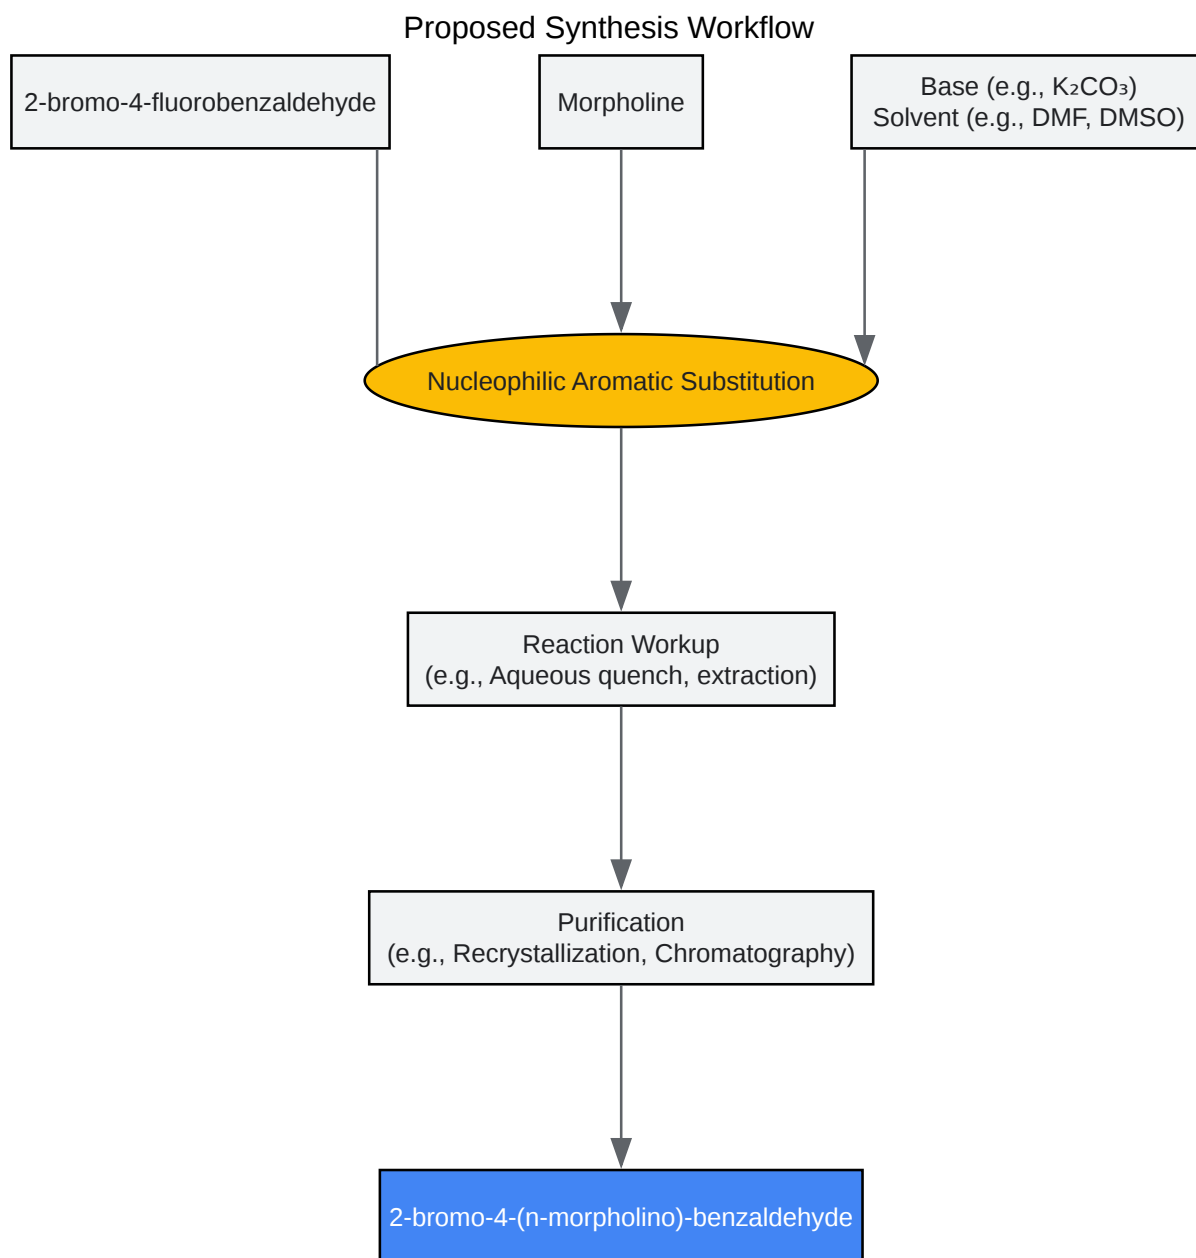 Proposed Synthesis Workflow
2-bromo-4-fluorobenzaldehyde
Morpholine
Base (e.g., K₂CO₃)
Solvent (e.g., DMF, DMSO)
Nucleophilic Aromatic Substitution
Reaction Workup
(e.g., Aqueous quench, extraction)
Purification
(e.g., Recrystallization, Chromatography)
2-bromo-4-(n-morpholino)-benzaldehyde